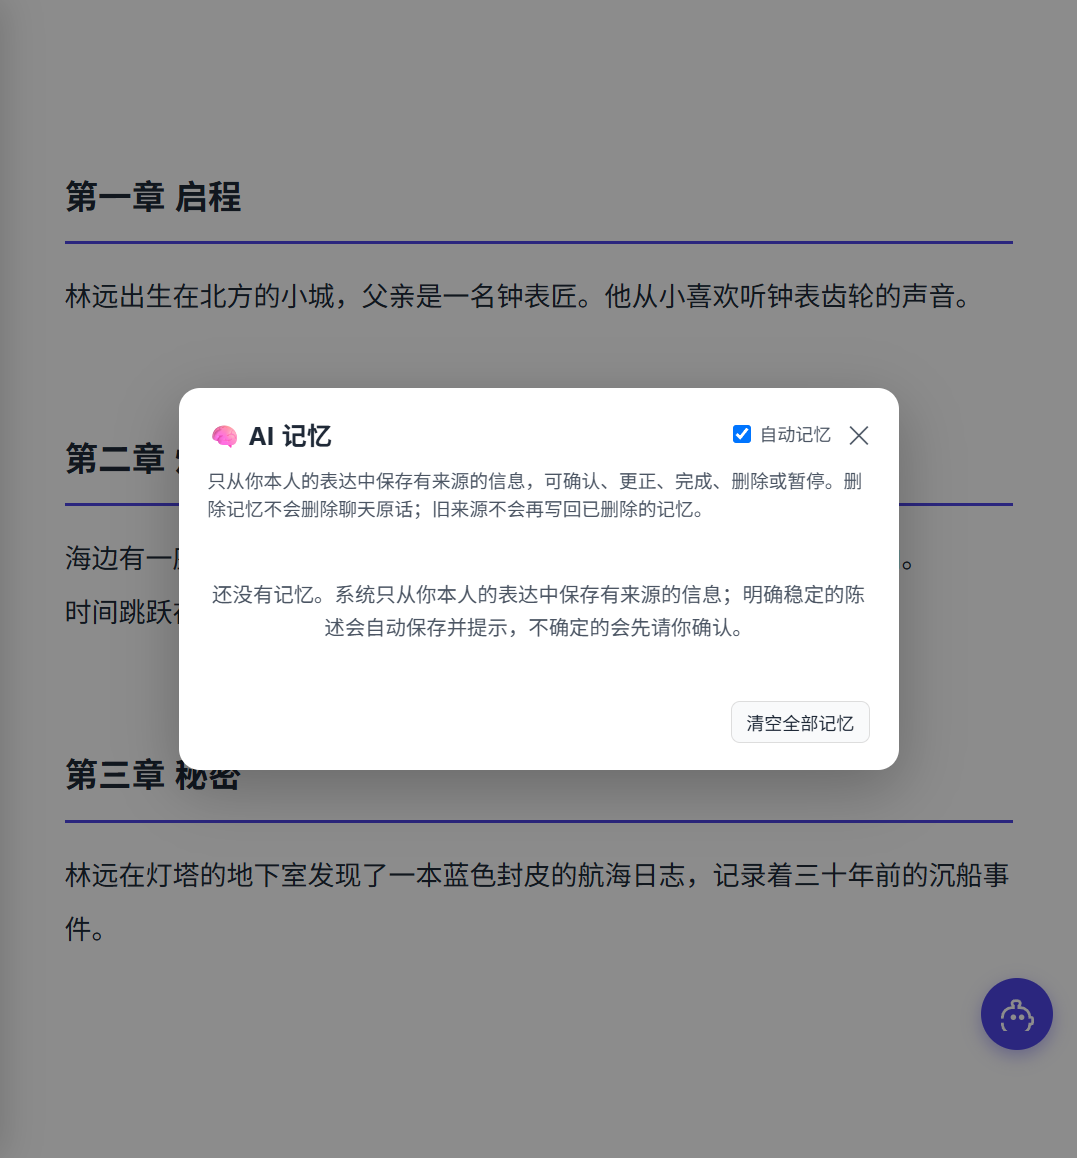 第一章 启程
林远出生在北方的小城，父亲是一名钟表匠。他从小喜欢听钟表齿轮的声音。
🧠 AI 记忆
自动记忆
只从你本人的表达中保存有来源的信息，可确认、更正、完成、删除或暂停。删
除记忆不会删除聊天原话；旧来源不会再写回已删除的记忆。
还没有记忆。系统只从你本人的表达中保存有来源的信息；明确稳定的陈
述会自动保存并提示，不确定的会先请你确认。
清空全部记忆
第二章
海边有一
。
时间跳跃
第三章 秘密
林远在灯塔的地下室发现了一本蓝色封皮的航海日志，记录着三十年前的沉船事
件。